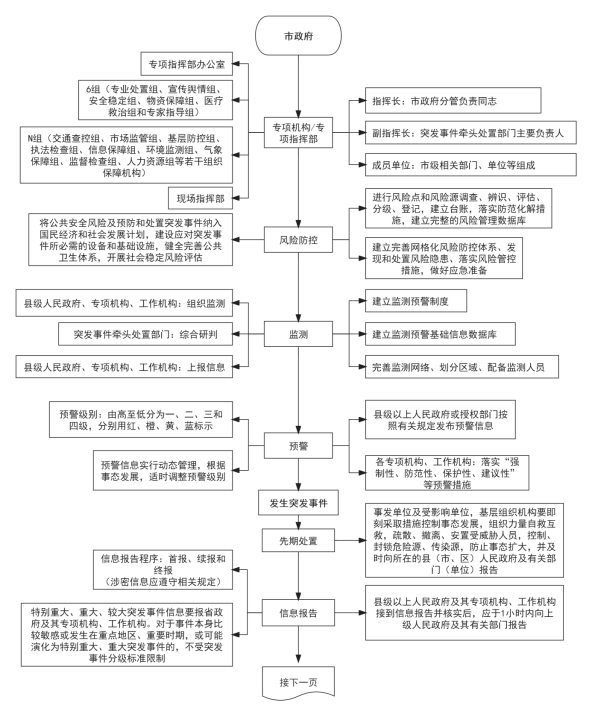 市政府
专项指挥部办公室
6组（专业处置组、宣传舆情组、
安全稳定组、物资保障组、医疗
救治组和专家指导组）
N组（交通查控组、市场监管组、基层防控组、
执法检查组、信息保障组、环境监测组、气象
保障组、监督检查组、人力资源组等若干组织
保障机构）
现场指挥部
专项机构/专
项指挥部
指挥长：市政府分管负责同志
副指挥长：突发事件牵头处置部门主要负责人
成员单位：市级相关部门、单位等组成
将公共安全风险及预防和处置突发事件纳入
国民经济和社会发展计划，建设应对突发事
件所必需的设备和基础设施，健全完善公共
卫生体系，开展社会稳定风险评估
风险防控
进行风险点和风险源调查、辨识、评估、
分级、登记，建立台账，落实防范化解措
施，建立完整的风险管理数据库
建立完善网格化风险防控体系、发
现和处置风险隐患、落实风险管控
措施，做好应急准备
县级人民政府、专项机构、工作机构：组织监测
突发事件牵头处置部门：综合研判
县级人民政府、专项机构、工作机构：上报信息
监测
建立监测预警制度
建立监测预警基础信息数据库
完善监测网络、划分区域、配备监测人员
预警级别：由高至低分为一、二、三和
四级，分别用红、橙、黄、蓝标示
预警信息实行动态管理，根据
事态发展，适时调整预警级别
预警
县级以上人民政府或授权部门按
照有关规定发布预警信息
各专项机构、工作机构：落实“强
制性、防范性、保护性、建议性”
等预警措施
发生突发事件
先期处置
事发单位及受影响单位，基层组织机构要即
刻采取措施控制事态发展，组织力量自救互
救，疏散、撤离、安置受威胁人员，控制、
封锁危险源、传染源，防止事态扩大，并及
时向所在的县（市、区）人民政府及有关部
门（单位）报告
信息报告程序：首报、续报和
终报
（涉密信息应遵守相关规定）
特别重大、重大、较大突发事件信息要报省政
府及其专项机构、工作机构。对于事件本身比
较敏感或发生在重点地区、重要时期，或可能
演化为特别重大、重大突发事件的，不受突发
事件分级标准限制
信息报告
县级以上人民政府及其专项机构、工作机构
接到信息报告并核实后，应于1小时内向上
级人民政府及其有关部门报告
接下一页